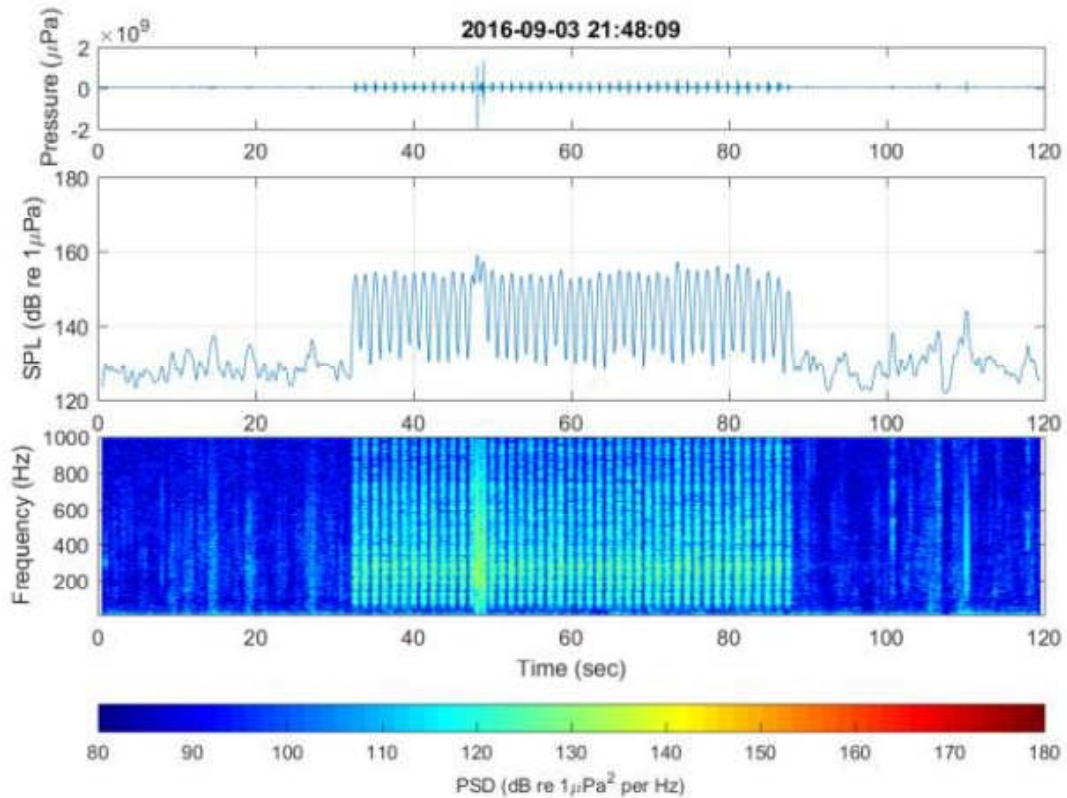 ×10⁹
2016-09-03 21:48:09
Pressure (μPa)
2
0
-2
0 20 40 60 80 100 120
SPL (dB re 1μPa)
180
160
140
120
0 20 40 60 80 100 120
Frequency (Hz)
1000
800
600
400
200
0 20 40 60 80 100 120
Time (sec)
80 90 100 110 120 130 140 150 160 170 180
PSD (dB re 1μPa² per Hz)